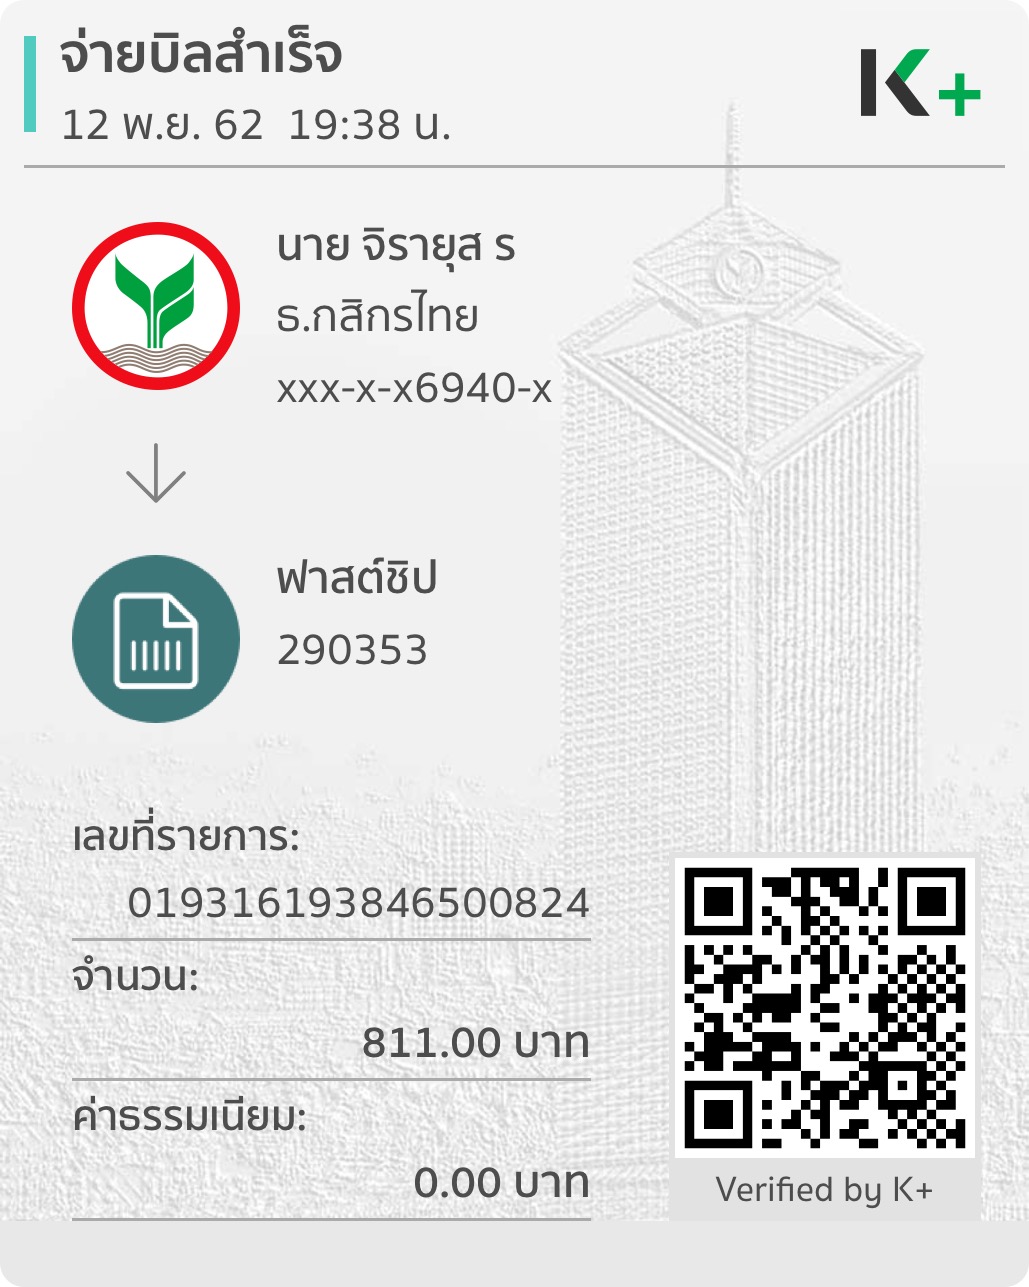 จ่ายบิลสำเร็จ
12 พ.ย. 62 19:38 น.
K+
นาย จิรายุส ร
ธ.กสิกรไทย
xxx-x-x6940-x
ฟาสต์ชิป
290353
เลขที่รายการ:
019316193846500824
จำนวน:
811.00 บาท
ค่าธรรมเนียม:
0.00 บาท
Verified by K+